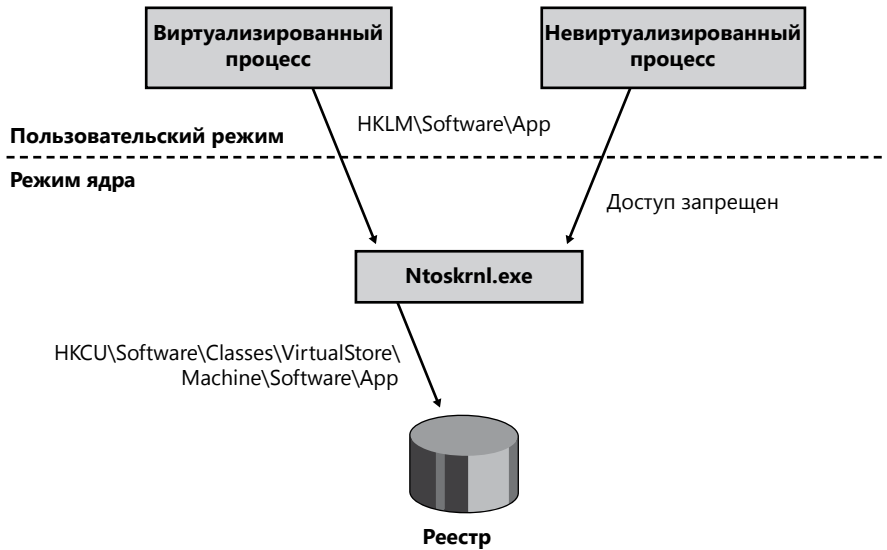 Виртуализированный
процесс
Невиртуализированный
процесс
HKLM\Software\App
Пользовательский режим
Режим ядра
Доступ запрещен
Ntoskrnl.exe
HKCU\Software\Classes\VirtualStore\
Machine\Software\App
Реестр